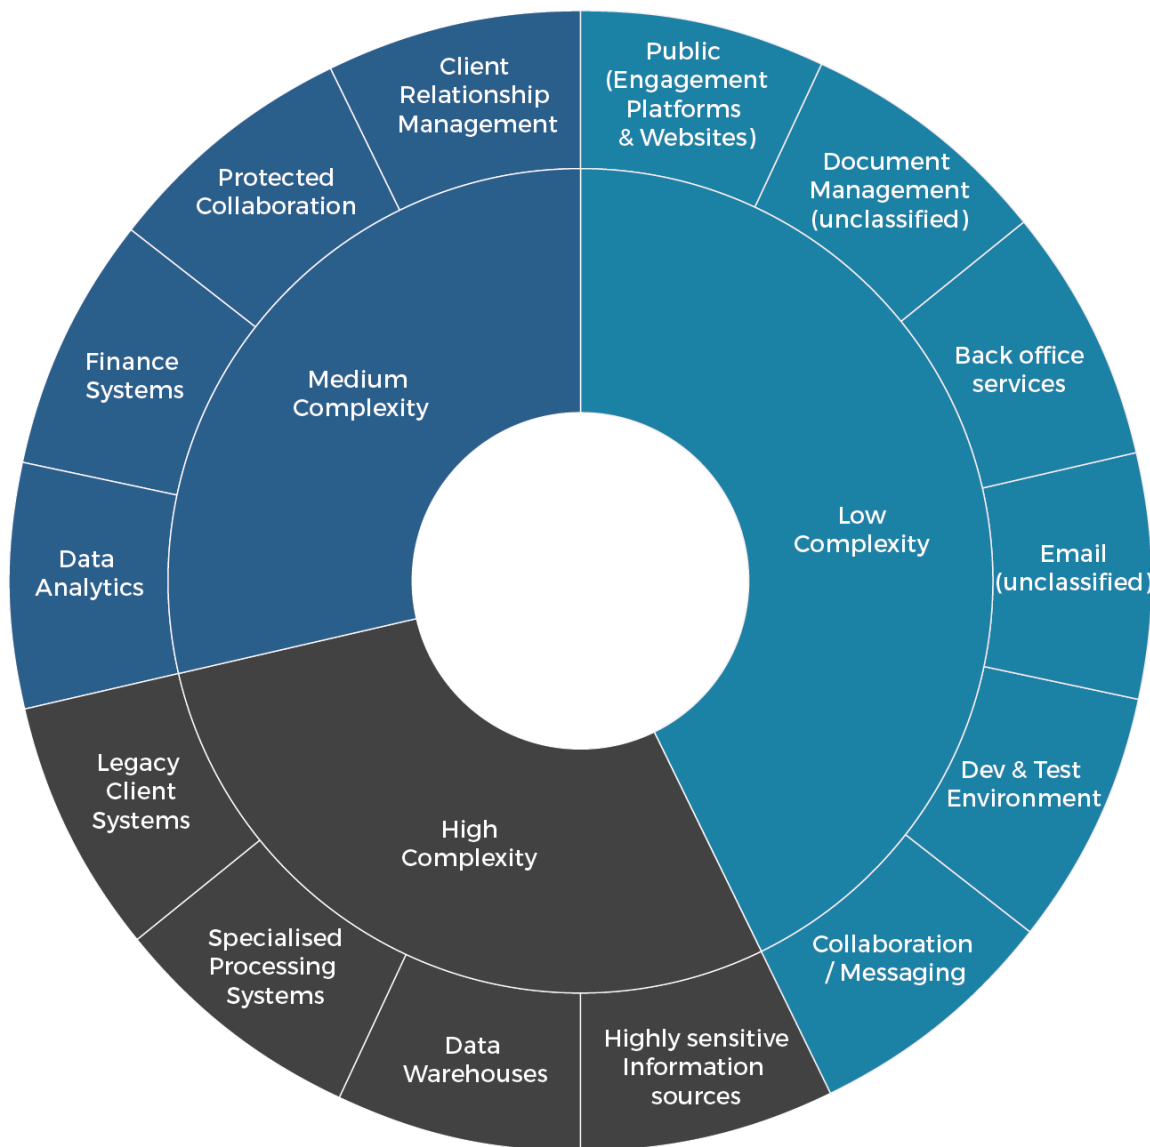 Public
(Engagement
Platforms
& Websites)
Document
Management
(unclassified)
Back office
services
Email
(unclassified)
Dev & Test
Environment
Collaboration
/ Messaging
Highly sensitive
Information
sources
Data
Warehouses
Specialised
Processing
Systems
Legacy
Client
Systems
Data
Analytics
Finance
Systems
Protected
Collaboration
Client
Relationship
Management
Medium
Complexity
Low
Complexity
High
Complexity